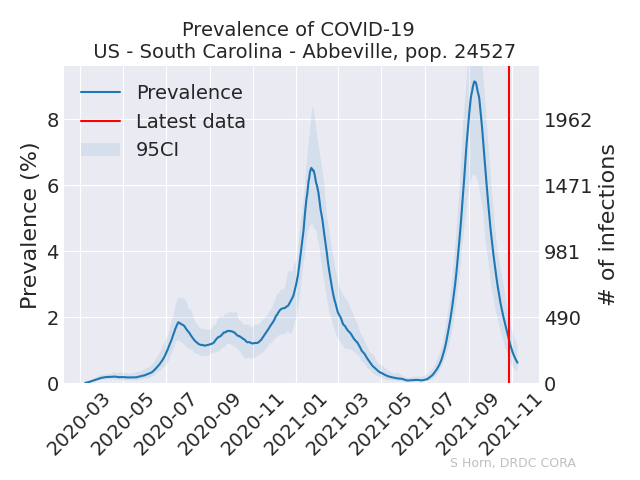 Prevalence of COVID-19
US - South Carolina - Abbeville, pop. 24527
Prevalence
Latest data
95CI
Prevalence (%)
8
6
4
2
0
1962
1471
981
490
0
# of infections
2020-03
2020-05
2020-07
2020-09
2020-11
2021-01
2021-03
2021-05
2021-07
2021-09
2021-11
S Horn, DRDC CORA